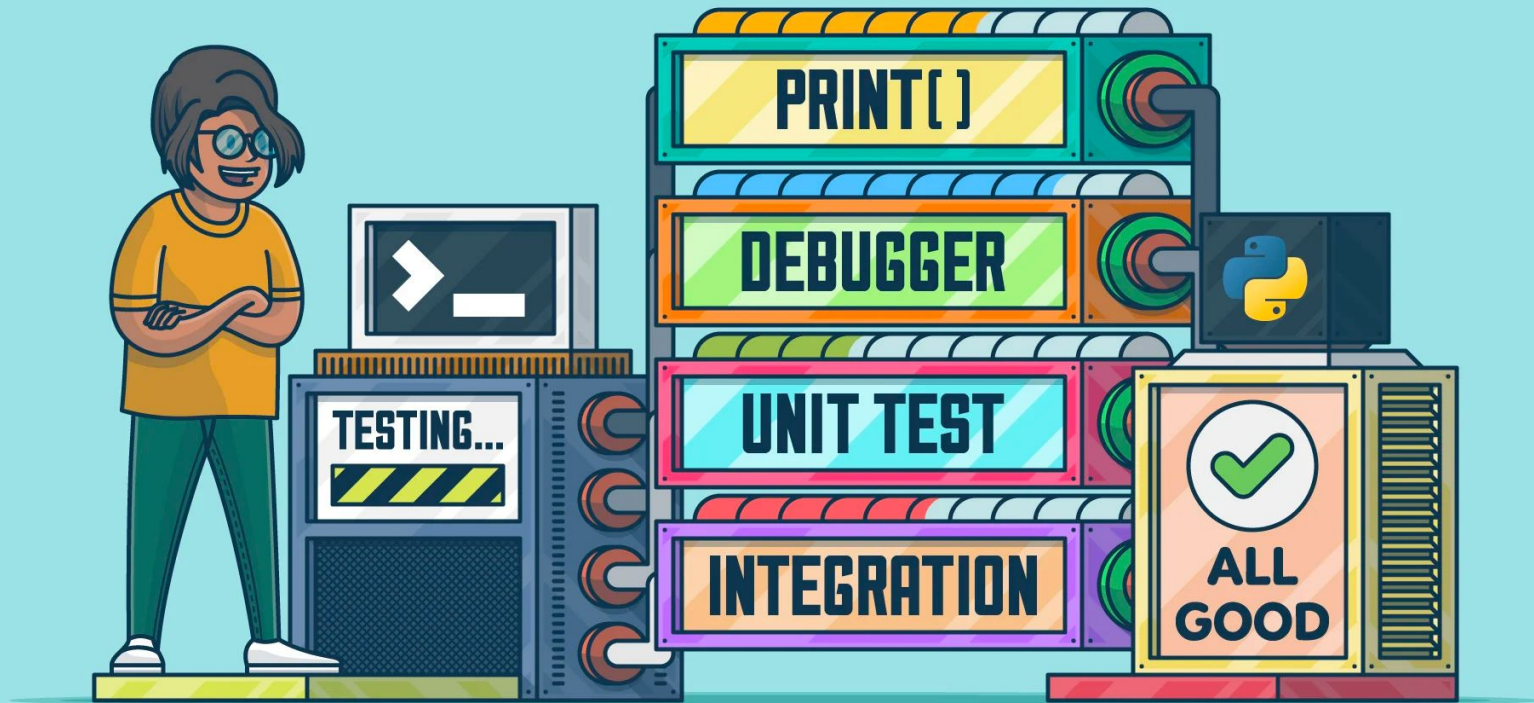 PRINT( )
DEBUGGER
UNIT TEST
INTEGRATION
>_
TESTING...
ALL
GOOD